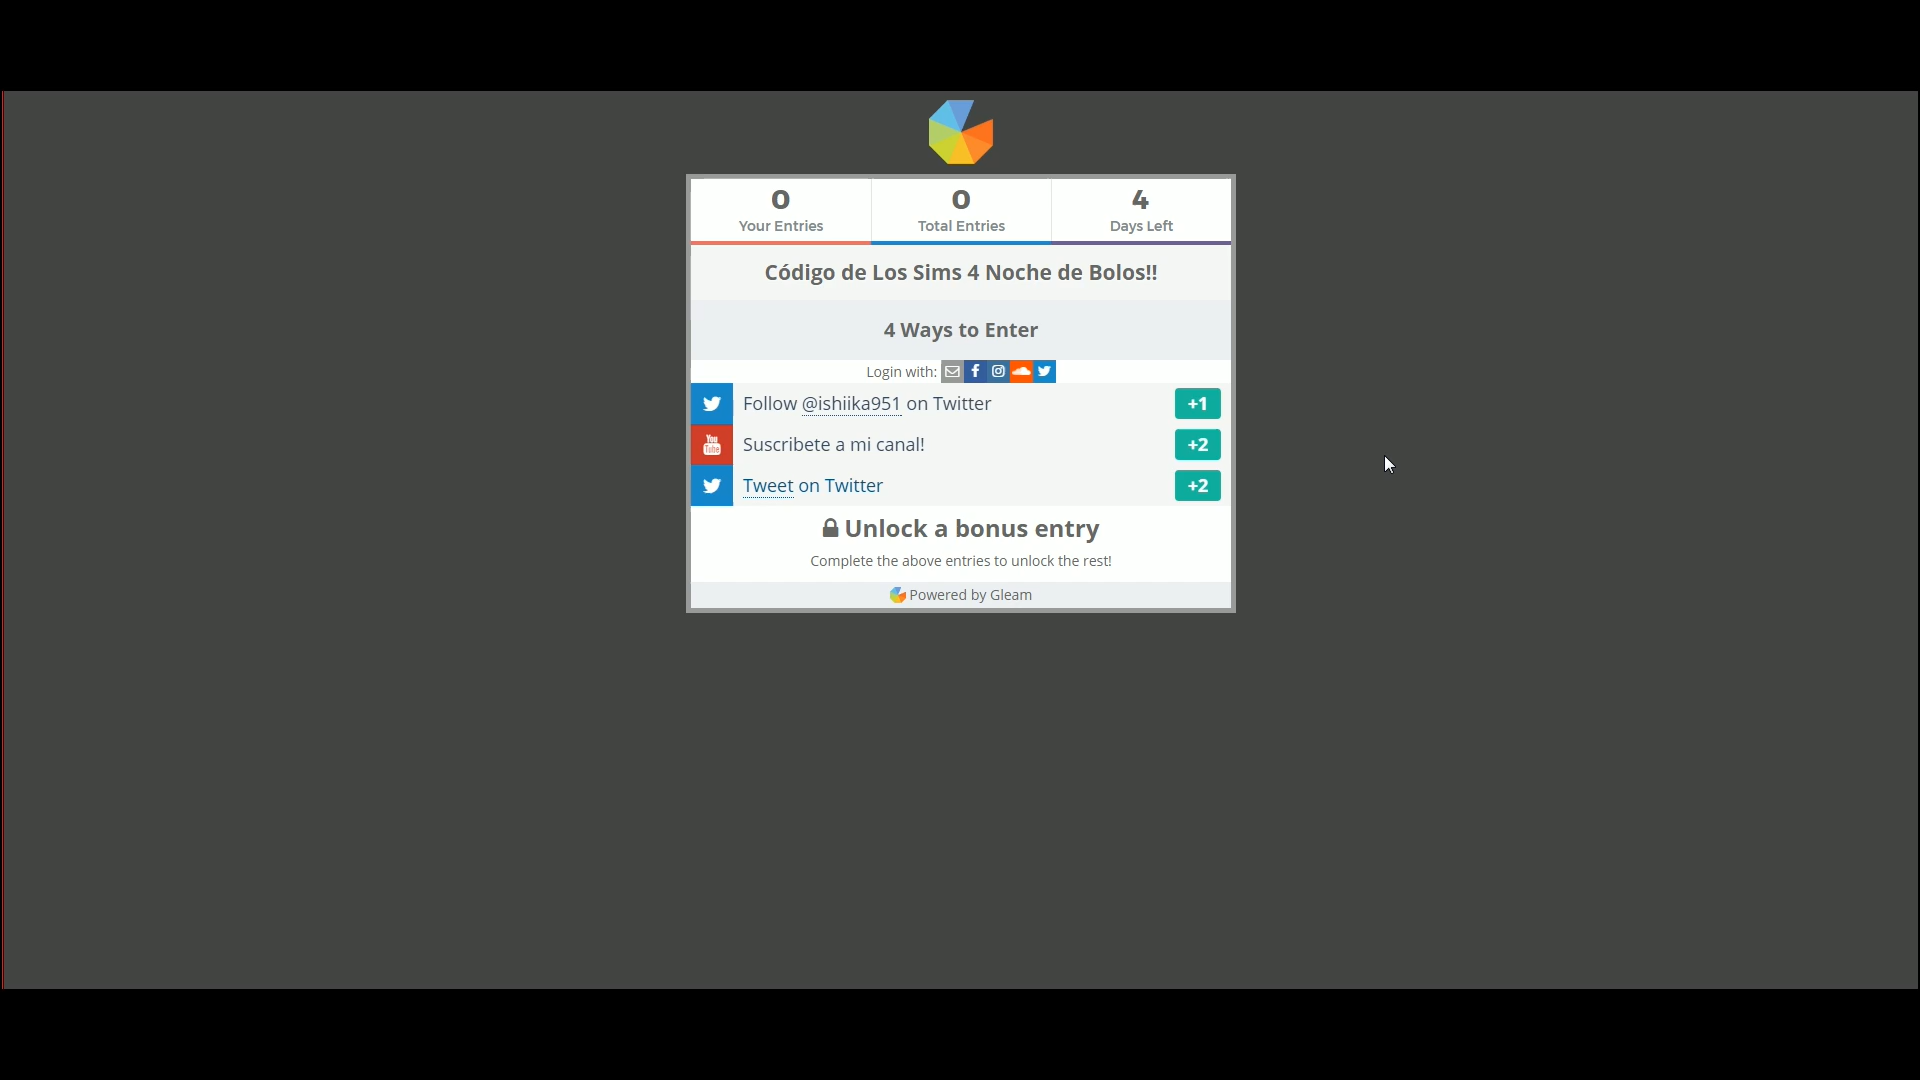 0 0 4
Your Entries Total Entries Days Left
Código de Los Sims 4 Noche de Bolos!!
4 Ways to Enter
Login with:
Follow @ishiika951 on Twitter +1
You Tube Suscribete a mi canal! +2
Tweet on Twitter +2
Unlock a bonus entry
Complete the above entries to unlock the rest!
Powered by Gleam